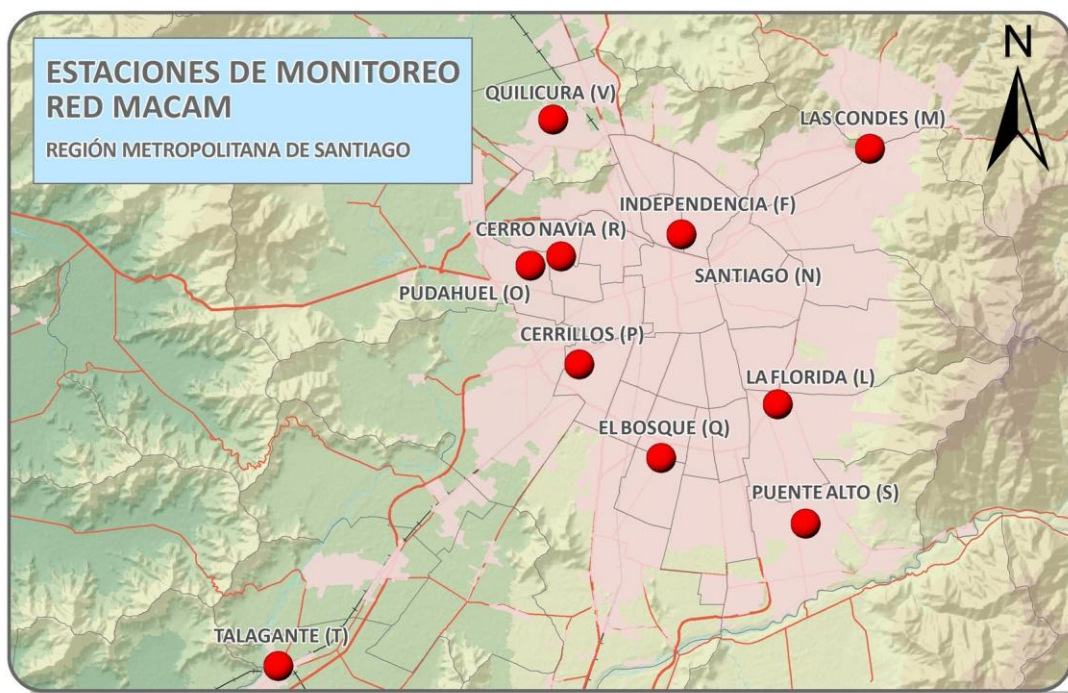 ESTACIONES DE MONITOREO
RED MACAM
REGIÓN METROPOLITANA DE SANTIAGO
N
QUILICURA (V)
LAS CONDES (M)
INDEPENDENCIA (F)
CERRO NAVIA (R)
SANTIAGO (N)
PUDAHUEL (O)
CERRILLOS (P)
LA FLORIDA (L)
EL BOSQUE (Q)
PUENTE ALTO (S)
TALAGANTE (T)